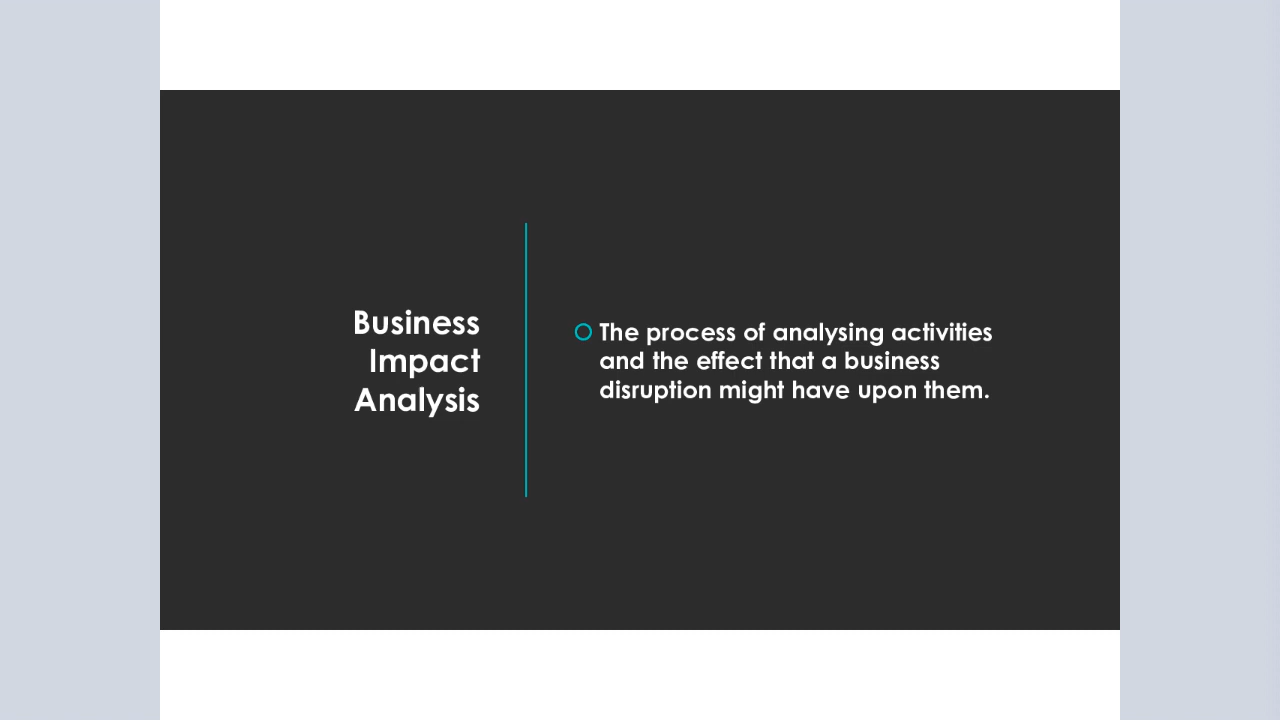 Business
Impact
Analysis
The process of analysing activities
and the effect that a business
disruption might have upon them.